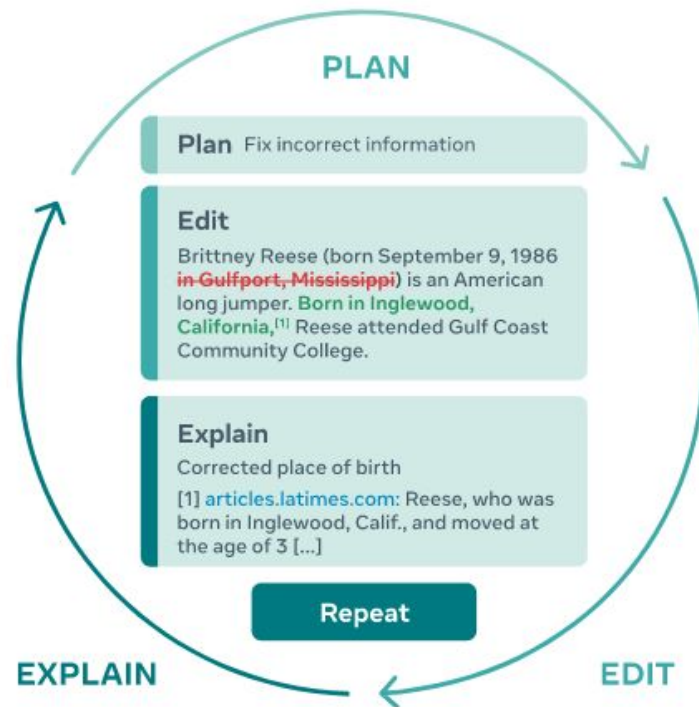 PLAN
Plan Fix incorrect information
Edit
Brittney Reese (born September 9, 1986
in Gulfport, Mississippi) is an American
long jumper. Born in Inglewood,
California,[1] Reese attended Gulf Coast
Community College.
Explain
Corrected place of birth
[1] articles.latimes.com: Reese, who was
born in Inglewood, Calif., and moved at
the age of 3 [...]
Repeat
EXPLAIN
EDIT